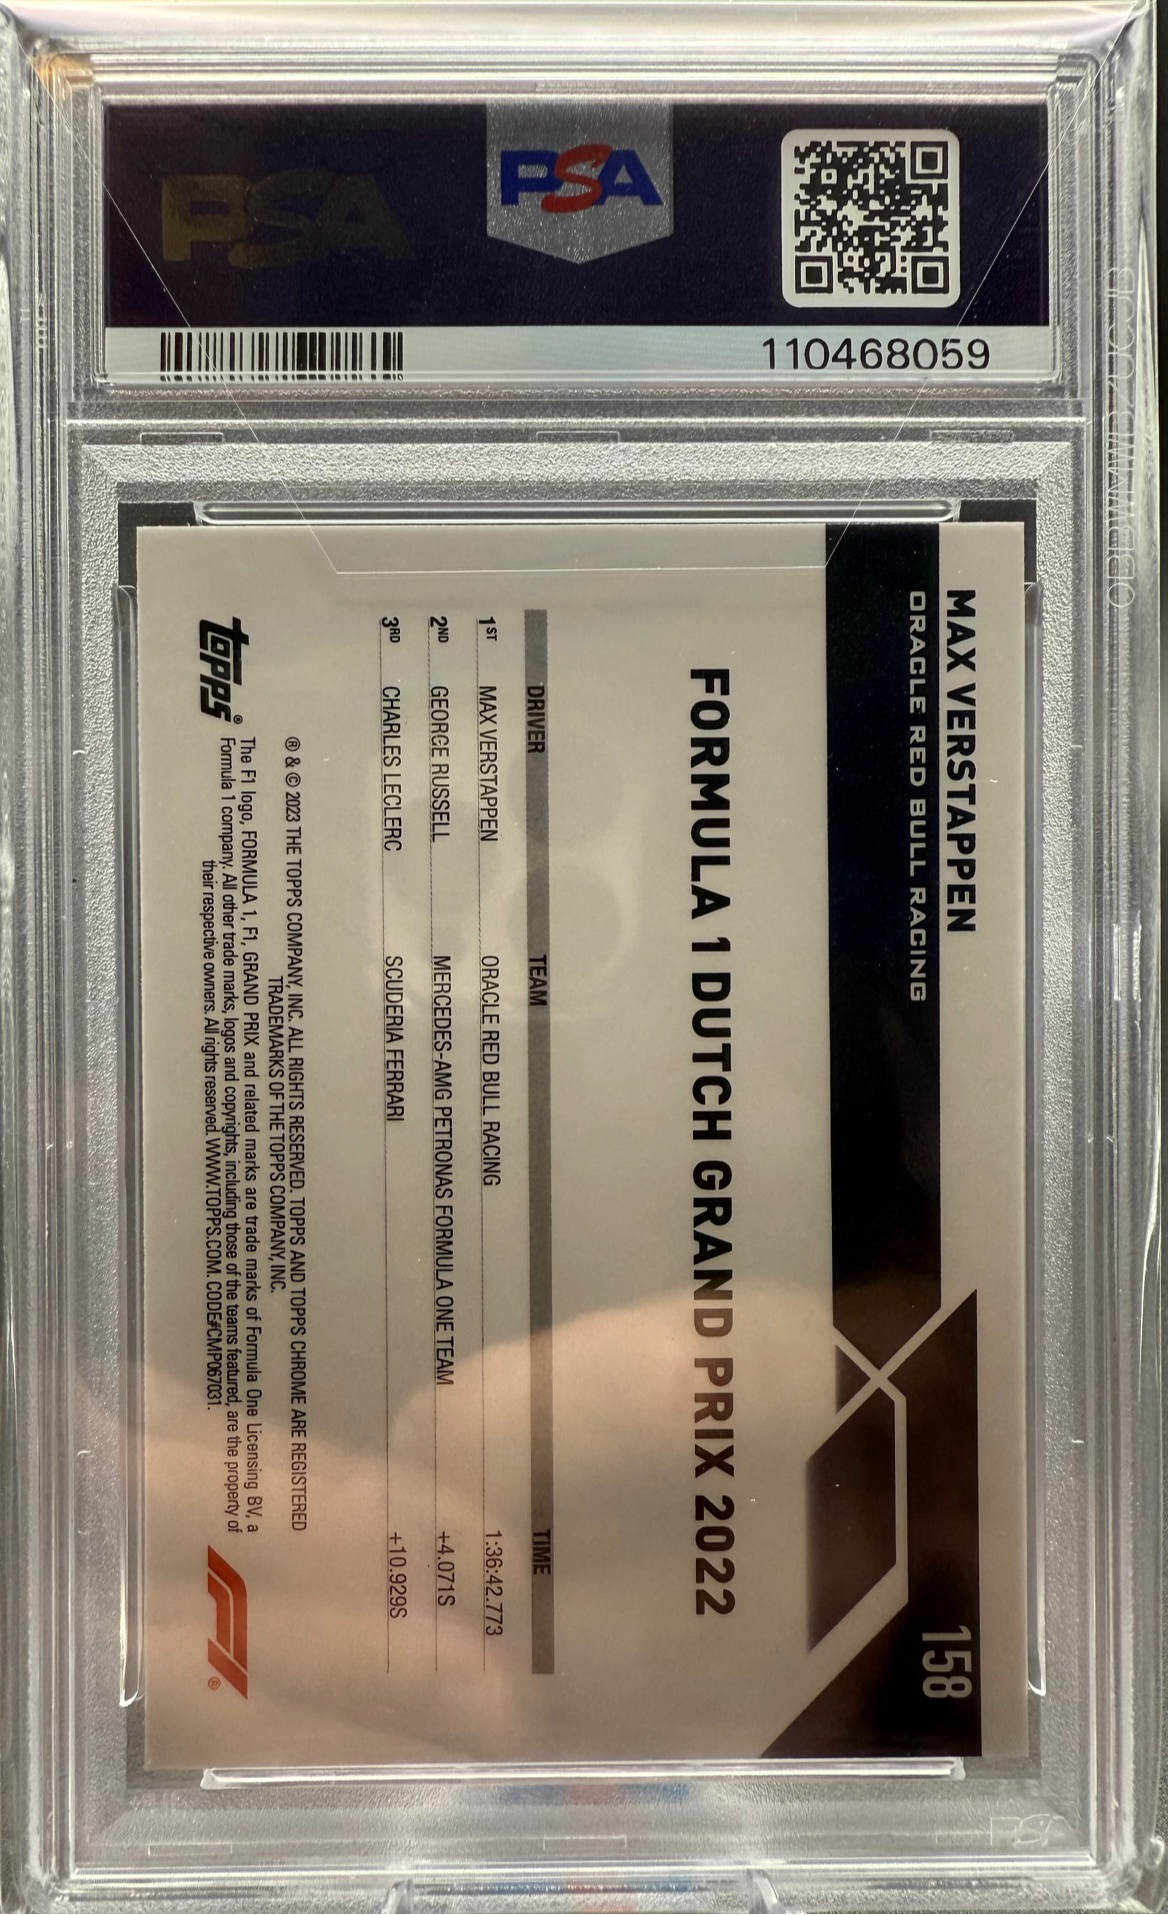 PSA
PSA
110468059
MAX VERSTAPPEN
ORACLE RED BULL RACING
158
FORMULA 1 DUTCH GRAND PRIX 2022
DRIVER TEAM TIME
1ST MAX VERSTAPPEN ORACLE RED BULL RACING 1:36:42.773
2ND GEORGE RUSSELL MERCEDES-AMG PETRONAS FORMULA ONE TEAM +4.071S
3RD CHARLES LECLERC SCUDERIA FERRARI +10.929S
® & © 2023 THE TOPPS COMPANY, INC. ALL RIGHTS RESERVED. TOPPS AND TOPPS CHROME ARE REGISTERED
TRADEMARKS OF THE TOPPS COMPANY, INC.
The F1 logo, FORMULA 1, F1, GRAND PRIX and related marks are trade marks of Formula One Licensing BV, a
Formula 1 company. All other trade marks, logos and copyrights, including those of the teams featured, are the property of
their respective owners. All rights reserved. WWW.TOPPS.COM. CODE#CMP067031.
topps®
F1®
PSA